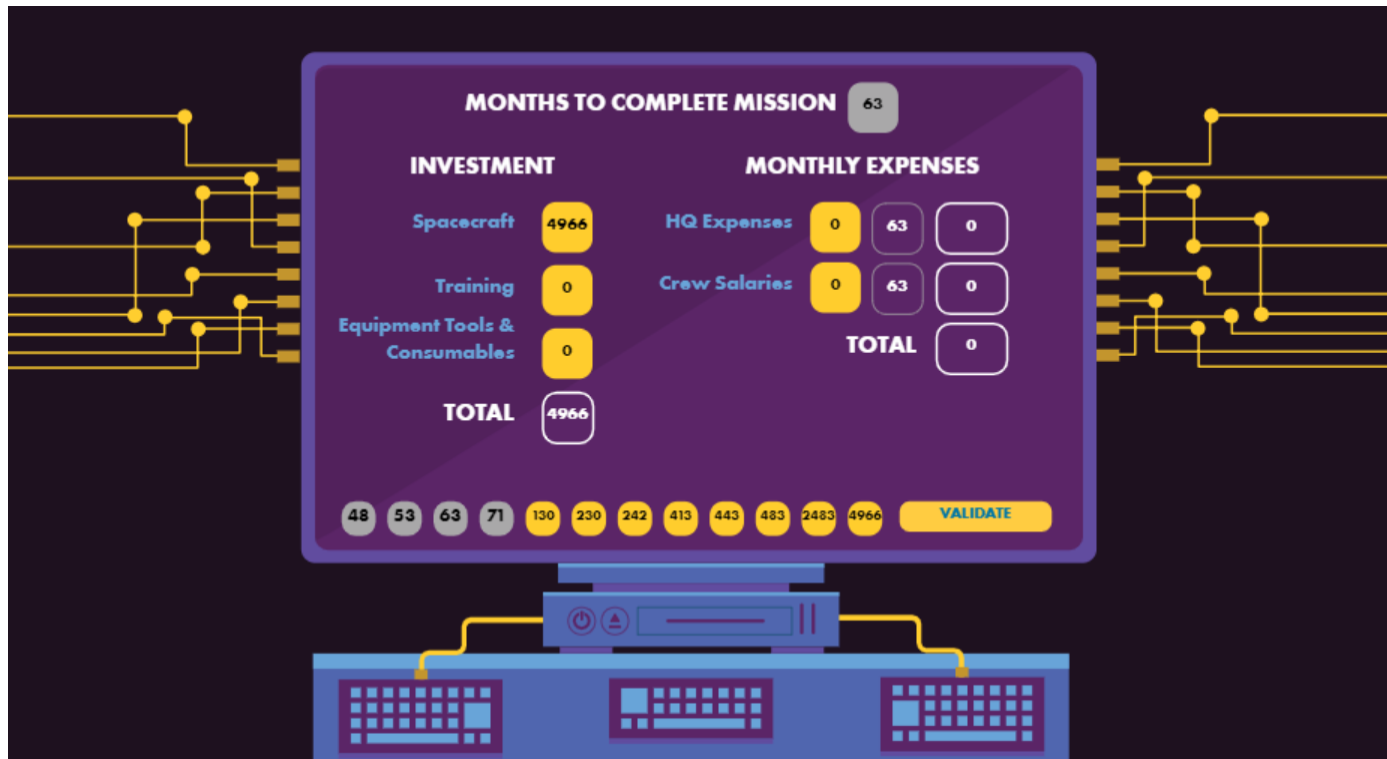 MONTHS TO COMPLETE MISSION 63
INVESTMENT
Spacecraft 4966
Training 0
Equipment Tools &
Consumables 0
TOTAL 4966
MONTHLY EXPENSES
HQ Expenses 0 63 0
Crew Salaries 0 63 0
TOTAL 0
48 53 63 71 130 230 242 413 443 483 2483 4966 VALIDATE